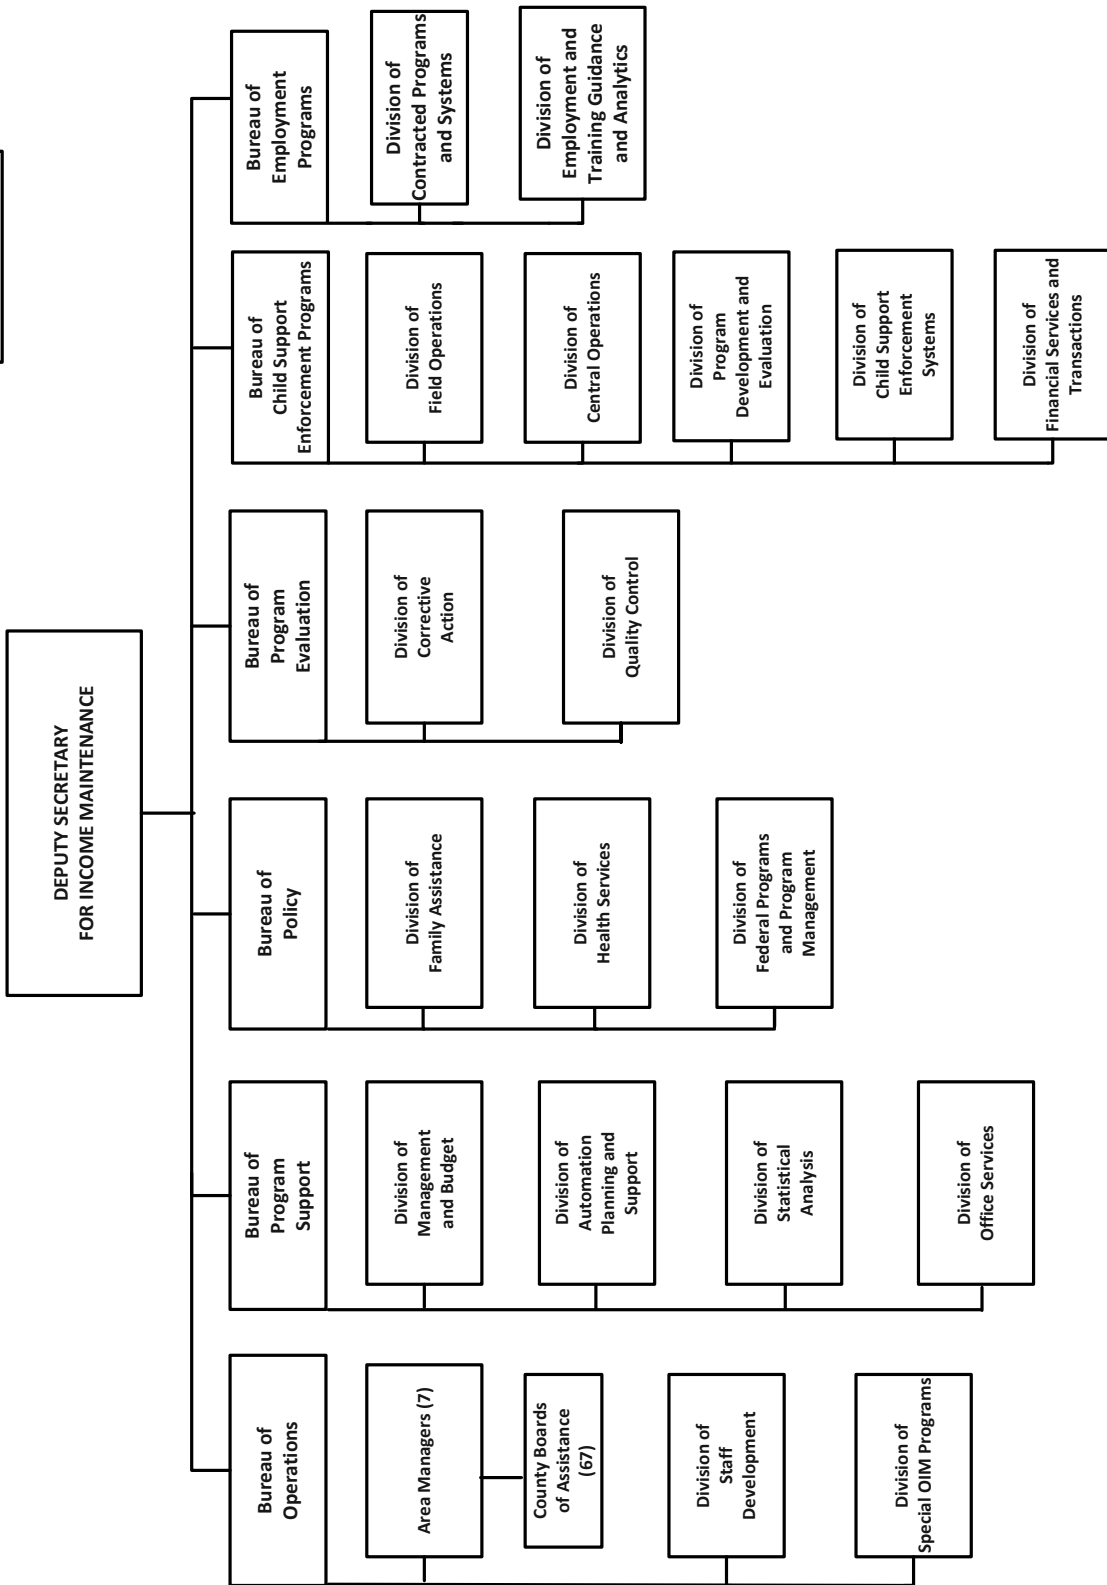 DEPUTY SECRETARY
FOR INCOME MAINTENANCE
Bureau of
Operations
Area Managers (7)
County Boards
of Assistance
(67)
Division of
Staff
Development
Division of
Special OIM Programs
Bureau of
Program
Support
Division of
Management
and Budget
Division of
Automation
Planning and
Support
Division of
Statistical
Analysis
Division of
Office Services
Bureau of
Policy
Division of
Family Assistance
Division of
Health Services
Division of
Federal Programs
and Program
Management
Bureau of
Program
Evaluation
Division of
Corrective
Action
Division of
Quality Control
Bureau of
Child Support
Enforcement Programs
Division of
Field Operations
Division of
Central Operations
Division of
Program
Development and
Evaluation
Division of
Child Support
Enforcement
Systems
Division of
Financial Services and
Transactions
Bureau of
Employment
Programs
Division of
Contracted Programs
and Systems
Division of
Employment and
Training Guidance
and Analytics